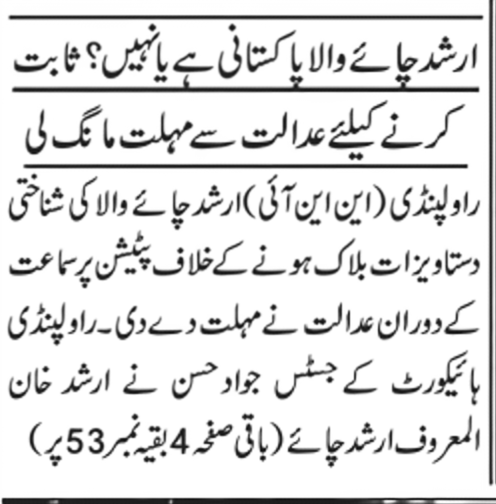 ارشد چائے والا پاکستانی ہے یا نہیں؟ ثابت
کرنے کیلئے عدالت سے مہلت مانگ لی
راولپنڈی (این این آئی) ارشد چائے والا کی شناختی
دستاویزات بلاک ہونے کے خلاف پٹیشن پر سماعت
کے دوران عدالت نے مہلت دے دی۔ راولپنڈی
ہائیکورٹ کے جسٹس جواد حسن نے ارشد خان
المعروف ارشد چائے (باقی صفحہ 4 بقیہ نمبر 53 پر)